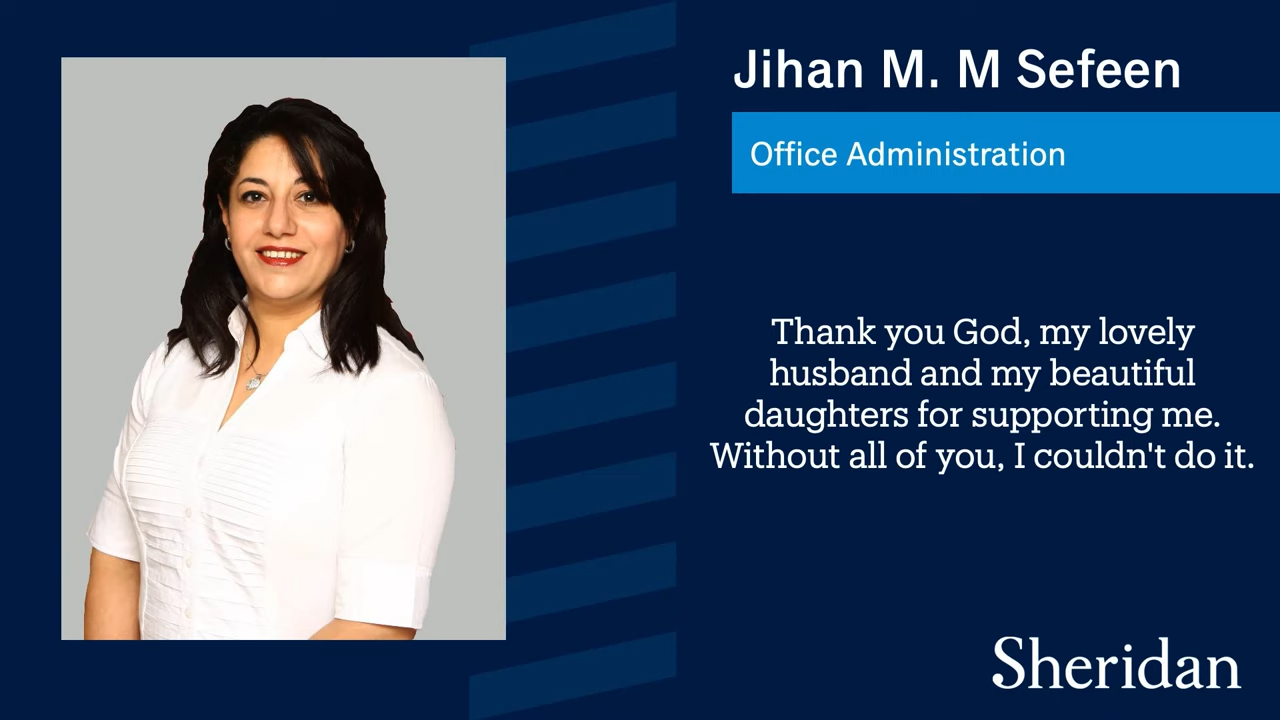 Jihan M. M Sefeen
Office Administration
Thank you God, my lovely
husband and my beautiful
daughters for supporting me.
Without all of you, I couldn't do it.
Sheridan